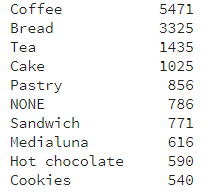 Coffee 5471
Bread 3325
Tea 1435
Cake 1025
Pastry 856
NONE 786
Sandwich 771
Medialuna 616
Hot chocolate 590
Cookies 540